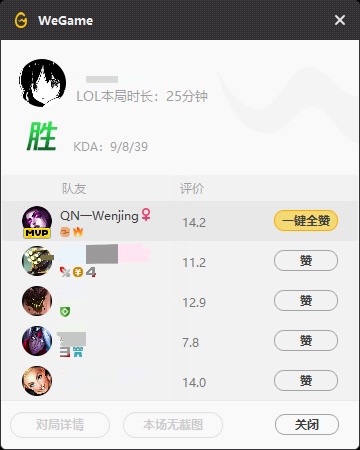 WeGame
LOL本局时长：25分钟
胜
KDA：9/8/39
队友 评价
QN一Wenjing 14.2 一键全赞
MVP
11.2 赞
4
12.9 赞
7.8 赞
3
14.0 赞
对局详情 本场无截图 关闭